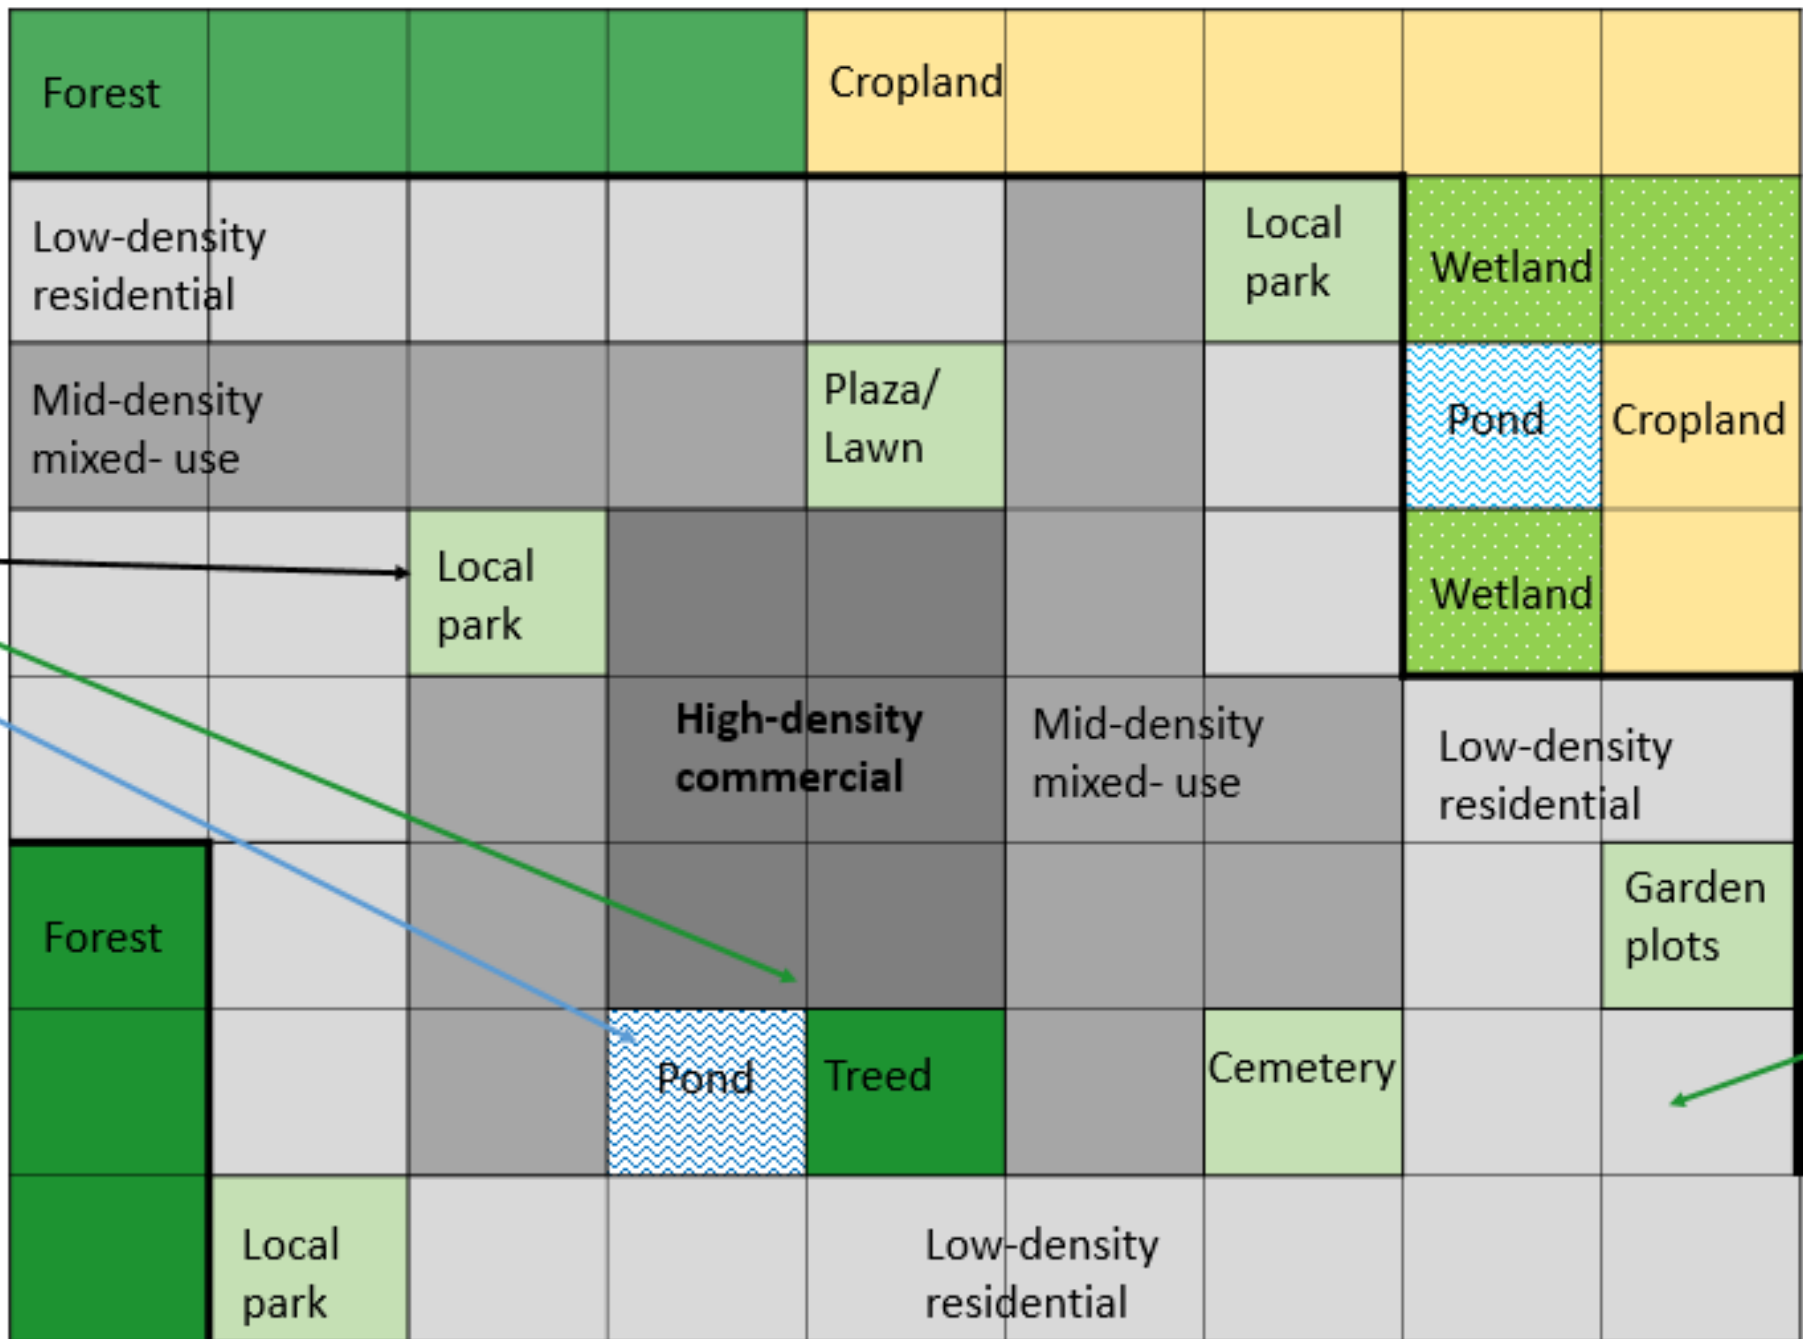 Forest
Cropland
Low-density
residential
Local
park
Wetland
Mid-density
mixed- use
Plaza/
Lawn
Pond
Cropland
Local
park
Wetland
High-density
commercial
Mid-density
mixed- use
Low-density
residential
Forest
Garden
plots
Pond
Treed
Cemetery
Local
park
Low-density
residential